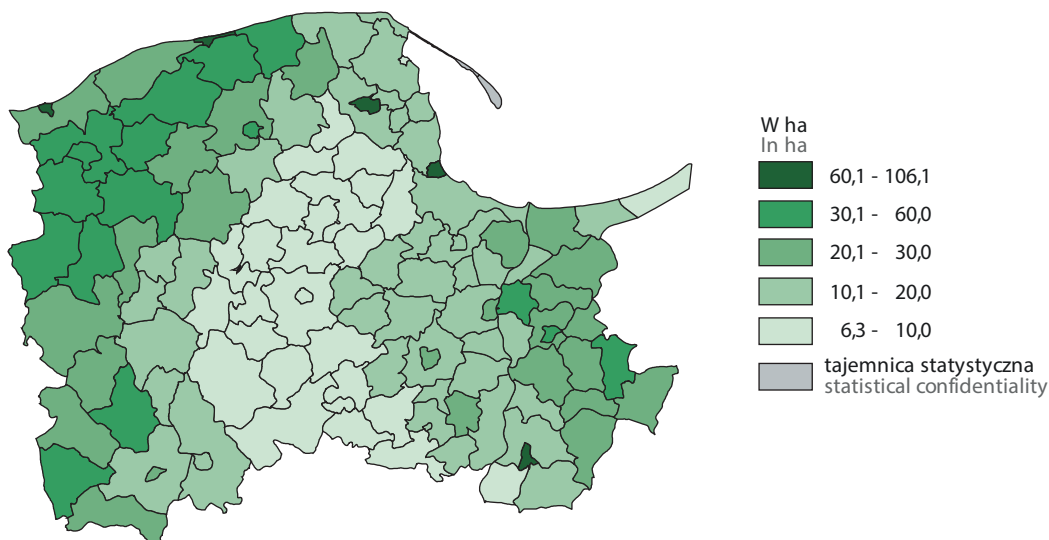 W ha
In ha
60,1 - 106,1
30,1 - 60,0
20,1 - 30,0
10,1 - 20,0
6,3 - 10,0
tajemnica statystyczna
statistical confidentiality